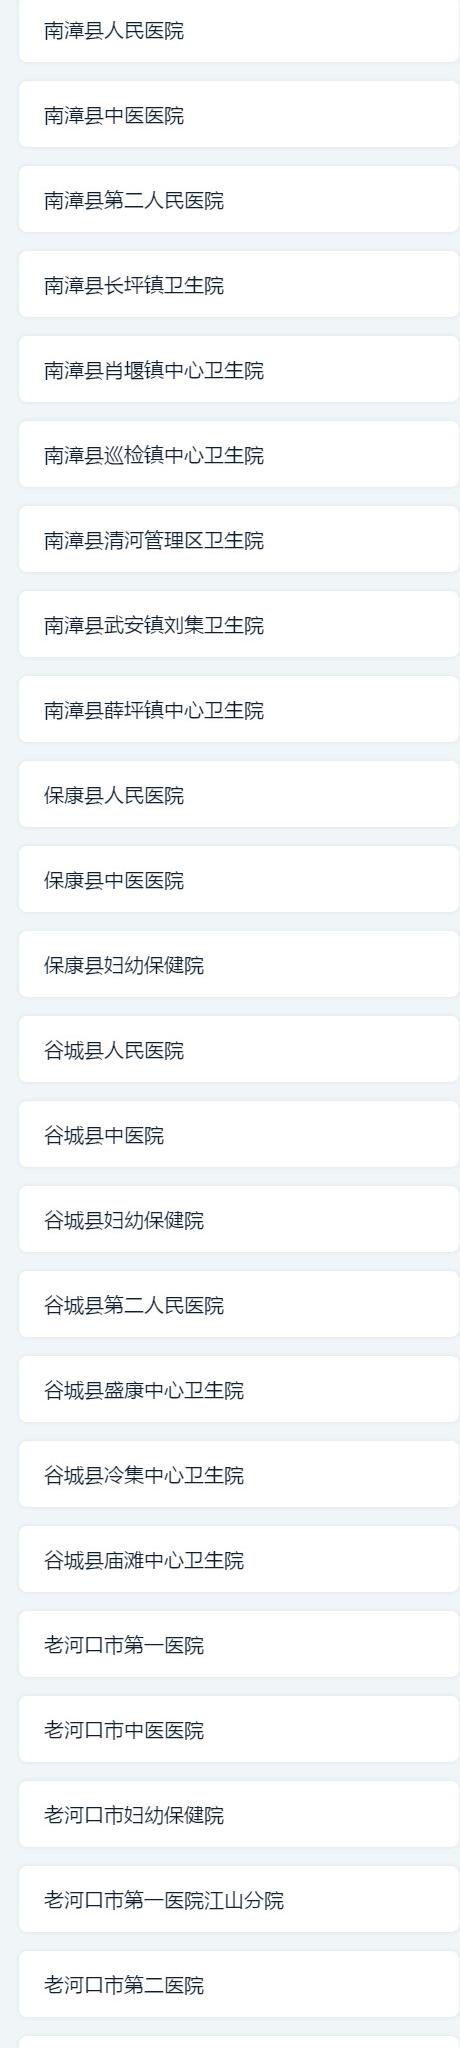 南漳县人民医院
南漳县中医医院
南漳县第二人民医院
南漳县长坪镇卫生院
南漳县肖堰镇中心卫生院
南漳县巡检镇中心卫生院
南漳县清河管理区卫生院
南漳县武安镇刘集卫生院
南漳县薛坪镇中心卫生院
保康县人民医院
保康县中医医院
保康县妇幼保健院
谷城县人民医院
谷城县中医院
谷城县妇幼保健院
谷城县第二人民医院
谷城县盛康中心卫生院
谷城县冷集中心卫生院
谷城县庙滩中心卫生院
老河口市第一医院
老河口市中医医院
老河口市妇幼保健院
老河口市第一医院江山分院
老河口市第二医院